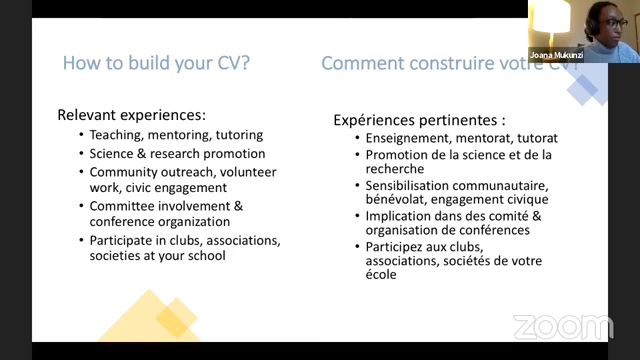 How to build your CV?
Relevant experiences:
• Teaching, mentoring, tutoring
• Science & research promotion
• Community outreach, volunteer
work, civic engagement
• Committee involvement &
conference organization
• Participate in clubs, associations,
societies at your school
Comment construire votre CV?
Expériences pertinentes :
• Enseignement, mentorat, tutorat
• Promotion de la science et de la
recherche
• Sensibilisation communautaire,
bénévolat, engagement civique
• Implication dans des comité &
organisation de conférences
• Participez aux clubs,
associations, sociétés de votre
école
Joana Mukunzi
zoom